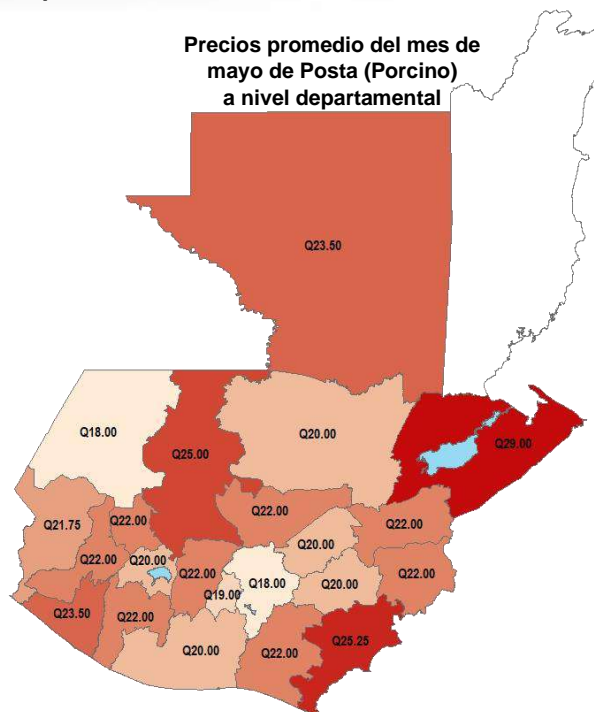 Precios promedio del mes de
mayo de Posta (Porcino)
a nivel departamental
Q23.50
Q18.00
Q25.00
Q20.00
Q29.00
Q21.75
Q22.00
Q22.00
Q22.00
Q20.00
Q22.00
Q20.00
Q22.00
Q18.00
Q20.00
Q22.00
Q19.00
Q23.50
Q22.00
Q25.25
Q20.00
Q22.00